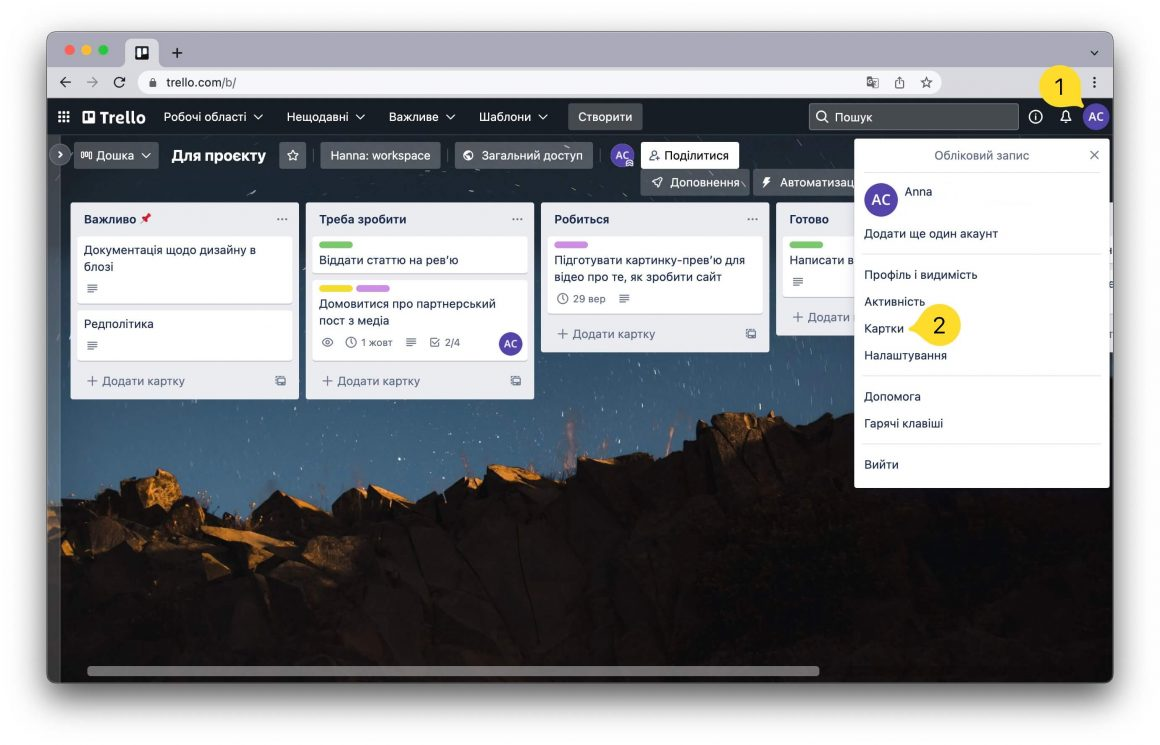 trello.com/b/
1
Trello
Робочі області
Нещодавні
Важливе
Шаблони
Створити
Пошук
AC
Дошка
Для проєкту
Hanna: workspace
Загальний доступ
AC
Поділитися
Доповнення
Автоматизац
Обліковий запис
AC
Anna
Додати ще один акаунт
Профіль і видимість
Активність
Картки
2
Налаштування
Допомога
Гарячі клавіші
Вийти
Важливо
Документація щодо дизайну в
блозі
Редполітика
Додати картку
Треба зробити
Віддати статтю на рев’ю
Домовитися про партнерський
пост з медіа
1 жовт
2/4
AC
Додати картку
Робиться
Підготувати картинку-прев’ю для
відео про те, як зробити сайт
29 вер
Додати картку
Готово
Написати в
Додати